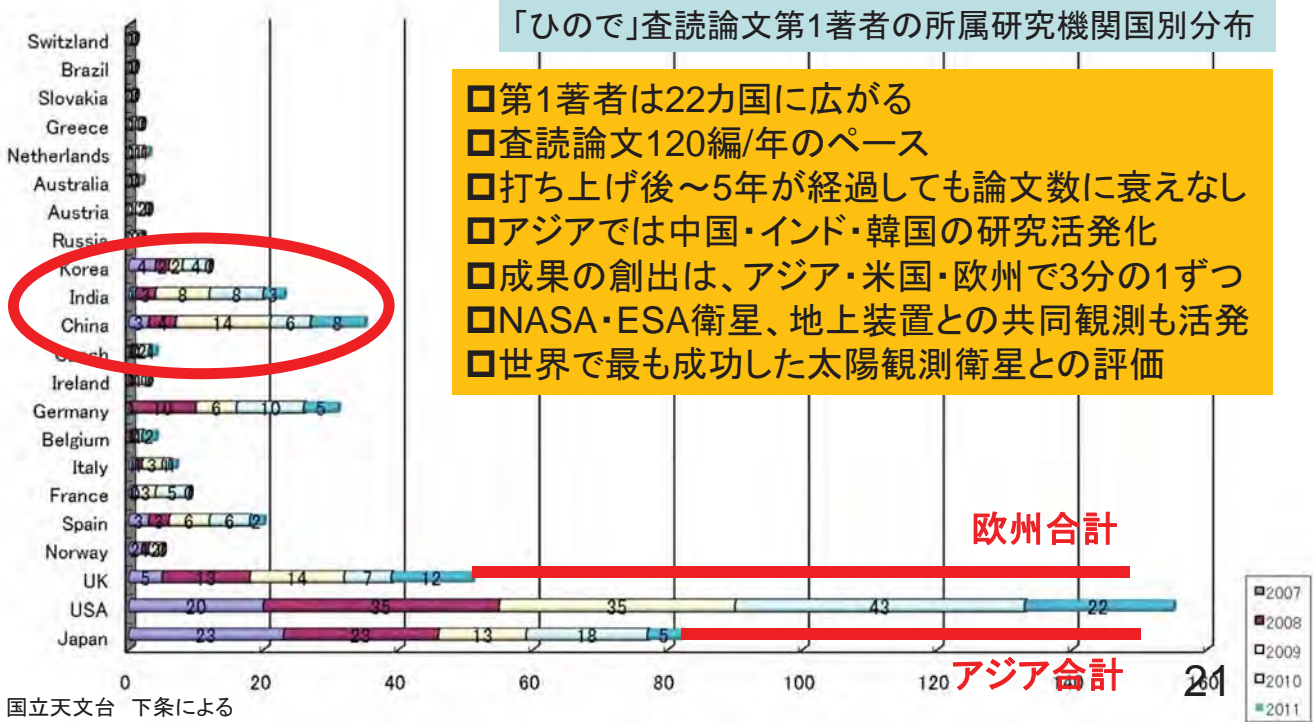 「ひので」査読論文第1著者の所属研究機関国別分布
□第1著者は22カ国に広がる
□査読論文120編/年のペース
□打ち上げ後～5年が経過しても論文数に衰えなし
□アジアでは中国・インド・韓国の研究活発化
□成果の創出は、アジア・米国・欧州で3分の1ずつ
□NASA・ESA衛星、地上装置との共同観測も活発
□世界で最も成功した太陽観測衛星との評価
Switzland
Brazil
Slovakia
Greece
Netherlands
Australia
Austria
Russia
Korea 4 2 2 4 0
India 3 8 8 3
China 3 4 14 6 8
Ireland
Germany 10 6 10 5
Belgium
Italy
France
Spain 3 3 6 6 2
Norway
欧州合計
UK 5 13 14 7 12
USA 20 35 35 43 22
Japan 23 23 13 18 5
アジア合計
0 20 40 60 80 100 120 140 160
21
2007
2008
2009
2010
2011
国立天文台 下条による